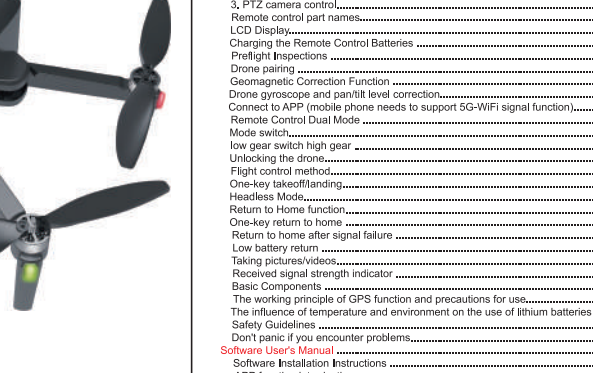 3. PTZ camera control
Remote control part names
LCD Display
Charging the Remote Control Batteries
Preflight Inspections
Drone pairing
Geomagnetic Correction Function
Drone gyroscope and pan/tilt level correction
Connect to APP (mobile phone needs to support 5G-WiFi signal function)
Remote Control Dual Mode
Mode switch
low gear switch high gear
Unlocking the drone
Flight control method
One-key takeoff/landing
Headless Mode
Return to Home function
One-key return to home
Return to home after signal failure
Low battery return
Taking pictures/videos
Received signal strength indicator
Basic Components
The working principle of GPS function and precautions for use
The influence of temperature and environment on the use of lithium batteries
Safety Guidelines
Don't panic if you encounter problems
Software User's Manual
Software Installation Instructions